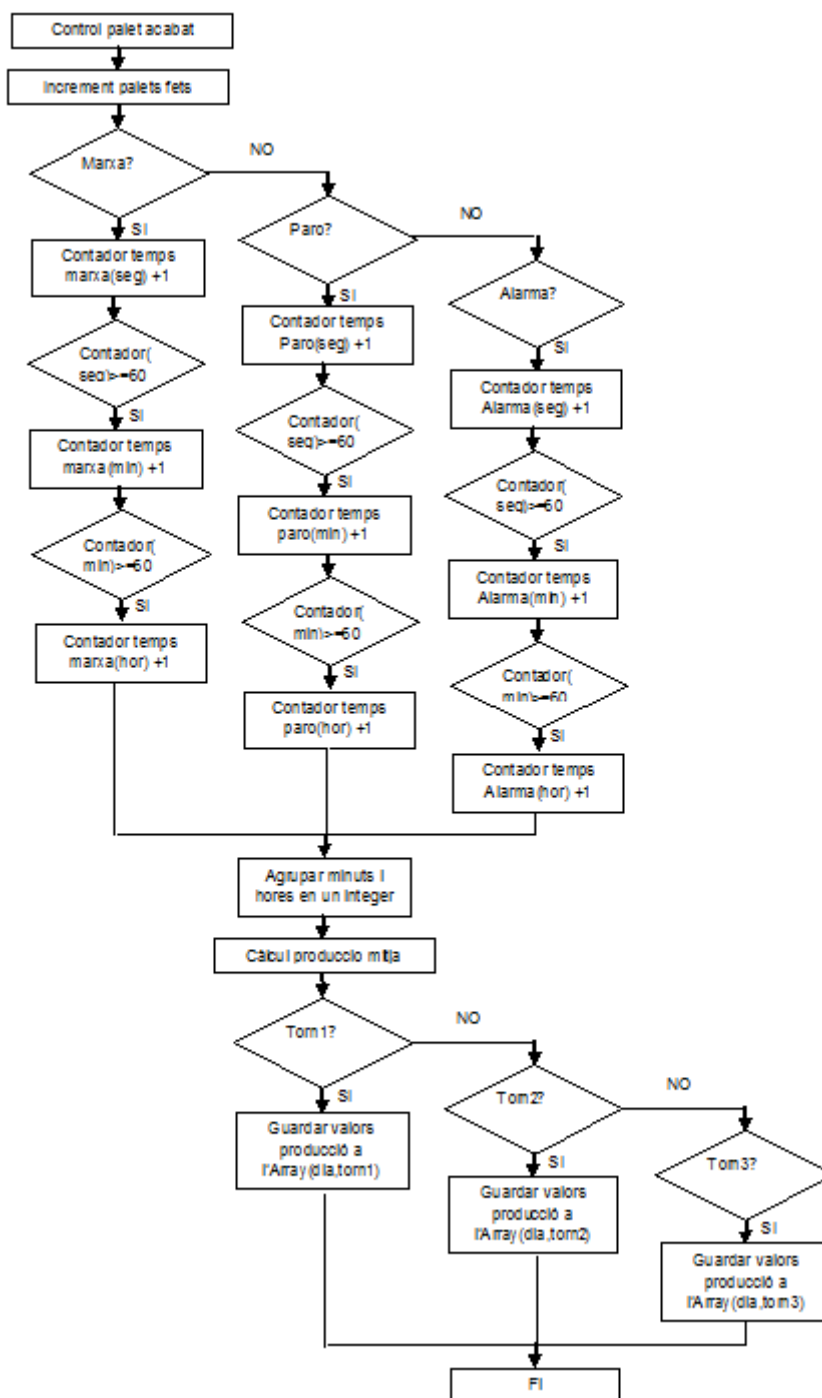 Control palet acabat
Increment palets fets
Marxa?
NO
SI
Contador temps
marxa(seg) +1
Contador(
seg)>=60
SI
Contador temps
marxa(min) +1
Contador(
min)>=60
SI
Contador temps
marxa(hor) +1
Paro?
NO
SI
Contador temps
Paro(seg) +1
Contador(
seg)>=60
SI
Contador temps
paro(min) +1
Contador(
min)>=60
SI
Contador temps
paro(hor) +1
Alarma?
SI
Contador temps
Alarma(seg) +1
Contador(
seg)>=60
SI
Contador temps
Alarma(min) +1
Contador(
min)>=60
SI
Contador temps
Alarma(hor) +1
Agrupar minuts i
hores en un integer
Càlcul producció mitja
Torn1?
NO
SI
Guardar valors
producció a
l'Array(dia,torn1)
Torn2?
NO
SI
Guardar valors
producció a
l'Array(dia,torn2)
Torn3?
SI
Guardar valors
producció a
l'Array(dia,torn3)
FI